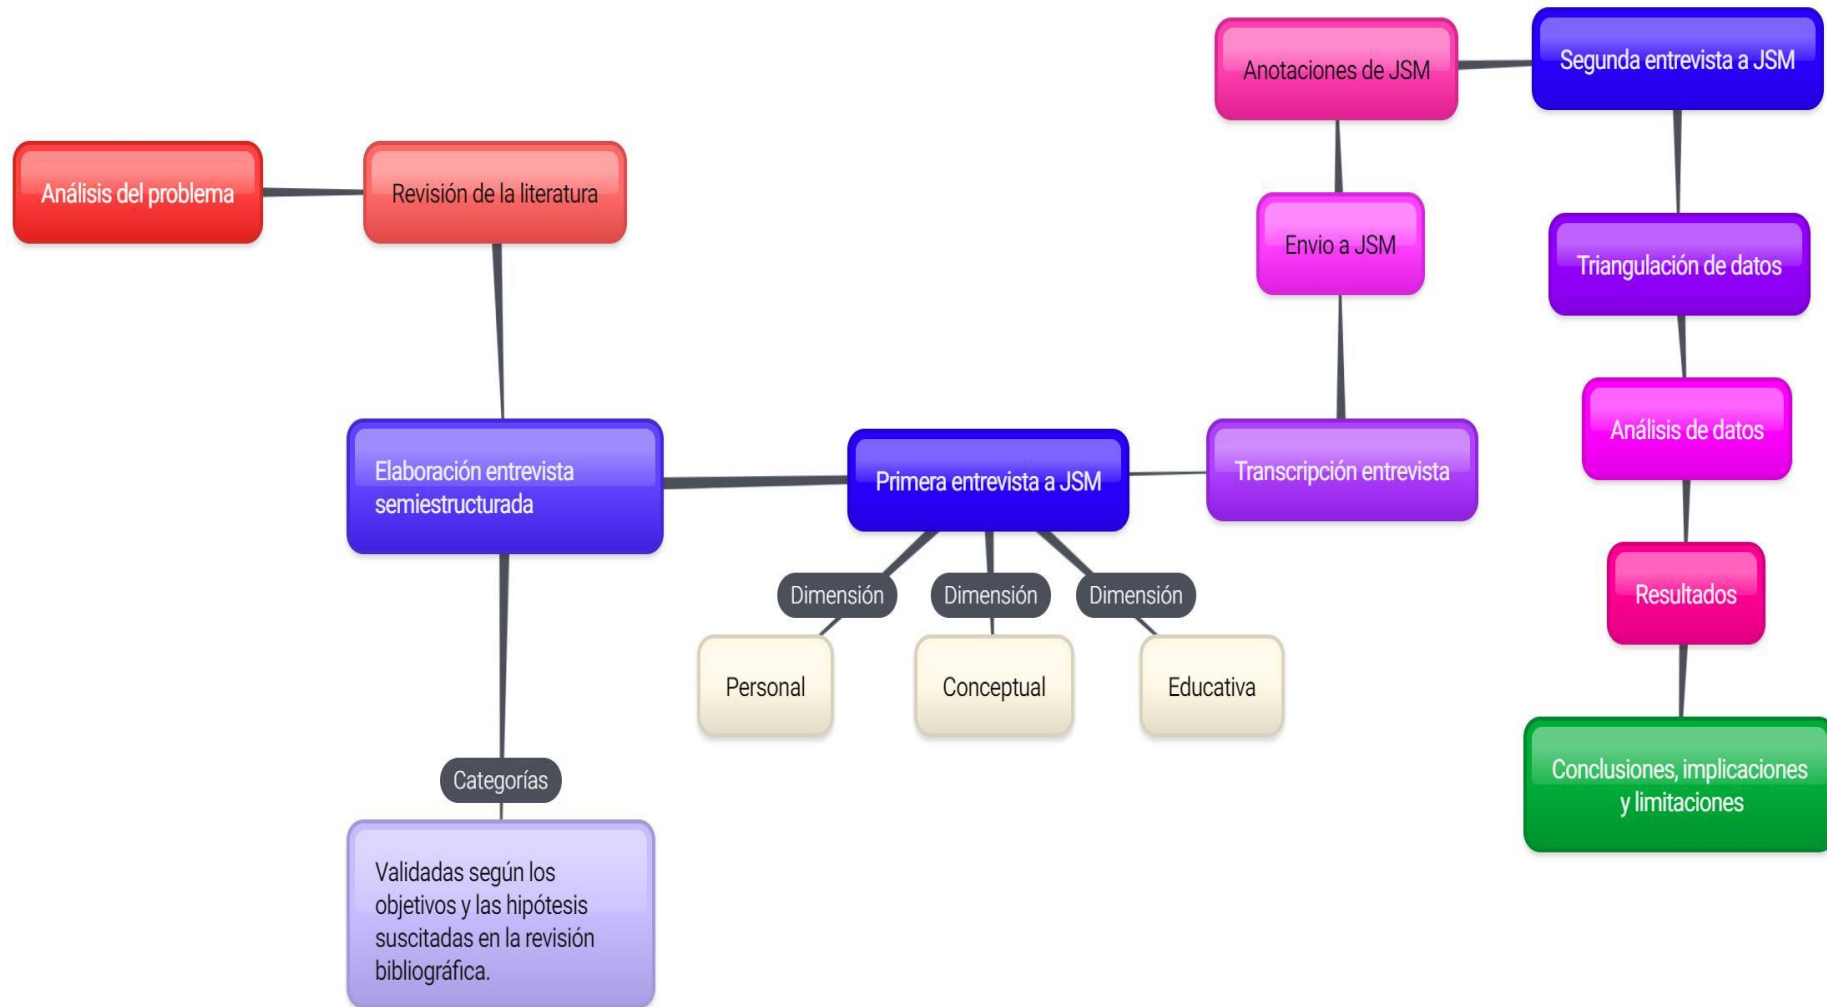 Análisis del problema
Revisión de la literatura
Elaboración entrevista
semiestructurada
Categorías
Validadas según los
objetivos y las hipótesis
suscitadas en la revisión
bibliográfica.
Primera entrevista a JSM
Dimensión
Dimensión
Dimensión
Personal
Conceptual
Educativa
Transcripción entrevista
Envio a JSM
Anotaciones de JSM
Segunda entrevista a JSM
Triangulación de datos
Análisis de datos
Resultados
Conclusiones, implicaciones
y limitaciones